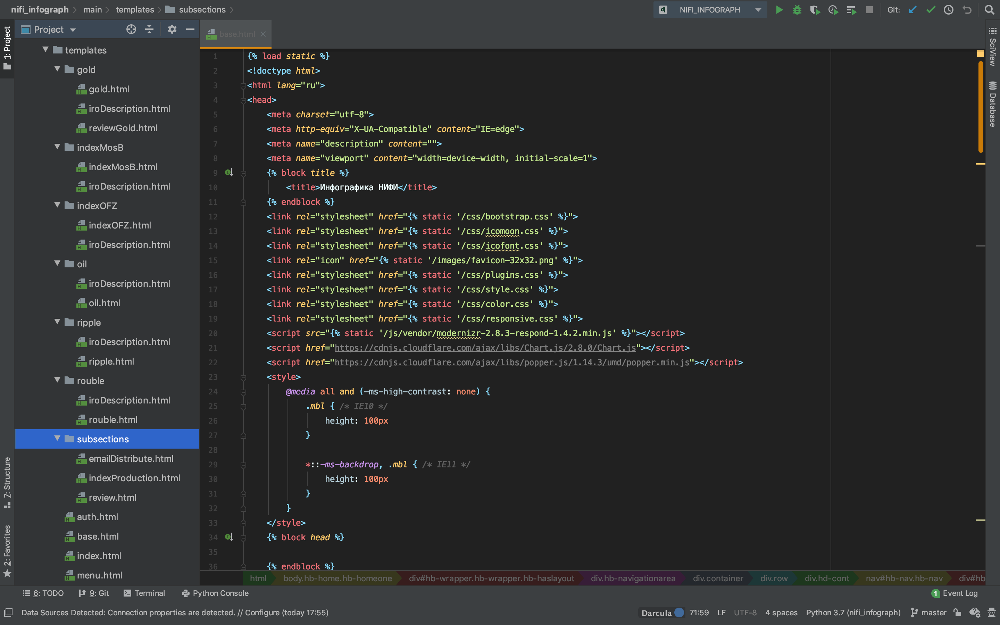 nifi_infograph main templates subsections
NIFI_INFOGRAPH
Git:
1: Project
Project
base.html
templates
gold
gold.html
iroDescription.html
reviewGold.html
indexMosB
indexMosB.html
iroDescription.html
indexOFZ
indexOFZ.html
iroDescription.html
oil
iroDescription.html
oil.html
ripple
iroDescription.html
ripple.html
rouble
iroDescription.html
rouble.html
subsections
emailDistribute.html
indexProduction.html
review.html
auth.html
base.html
index.html
menu.html
7: Structure
2: Favorites
1 {% load static %}
2 <!doctype html>
3 <html lang="ru">
4 <head>
5 <meta charset="utf-8">
6 <meta http-equiv="X-UA-Compatible" content="IE=edge">
7 <meta name="description" content="">
8 <meta name="viewport" content="width=device-width, initial-scale=1">
9 {% block title %}
10 <title>Инфографика НИФИ</title>
11 {% endblock %}
12 <link rel="stylesheet" href="{% static '/css/bootstrap.css' %}">
13 <link rel="stylesheet" href="{% static '/css/icomoon.css' %}">
14 <link rel="stylesheet" href="{% static '/css/icofont.css' %}">
15 <link rel="icon" href="{% static '/images/favicon-32x32.png' %}">
16 <link rel="stylesheet" href="{% static '/css/plugins.css' %}">
17 <link rel="stylesheet" href="{% static '/css/style.css' %}">
18 <link rel="stylesheet" href="{% static '/css/color.css' %}">
19 <link rel="stylesheet" href="{% static '/css/responsive.css' %}">
20 <script src="{% static '/js/vendor/modernizr-2.8.3-respond-1.4.2.min.js' %}"></script>
21 <script href="https://cdnjs.cloudflare.com/ajax/libs/Chart.js/2.8.0/Chart.js"></script>
22 <script href="https://cdnjs.cloudflare.com/ajax/libs/popper.js/1.14.3/umd/popper.min.js"></script>
23 <style>
24 @media all and (-ms-high-contrast: none) {
25 .mbl { /* IE10 */
26 height: 100px
27 }
28
29 *::-ms-backdrop, .mbl { /* IE11 */
30 height: 100px
31 }
32 }
33 </style>
34 {% block head %}
35
36 {% endblock %}
SciView
Database
html body.hb-home.hb-homeone div#hb-wrapper.hb-wrapper.hb-haslayout div.hb-navigationarea div.container div.row div.hd-cont nav#hb-nav.hb-nav div#hb
6: TODO 9: Git Terminal Python Console 1 Event Log
Data Sources Detected: Connection properties are detected. // Configure (today 17:55) Darcula 71:59 LF UTF-8 4 spaces Python 3.7 (nifi_infograph) master